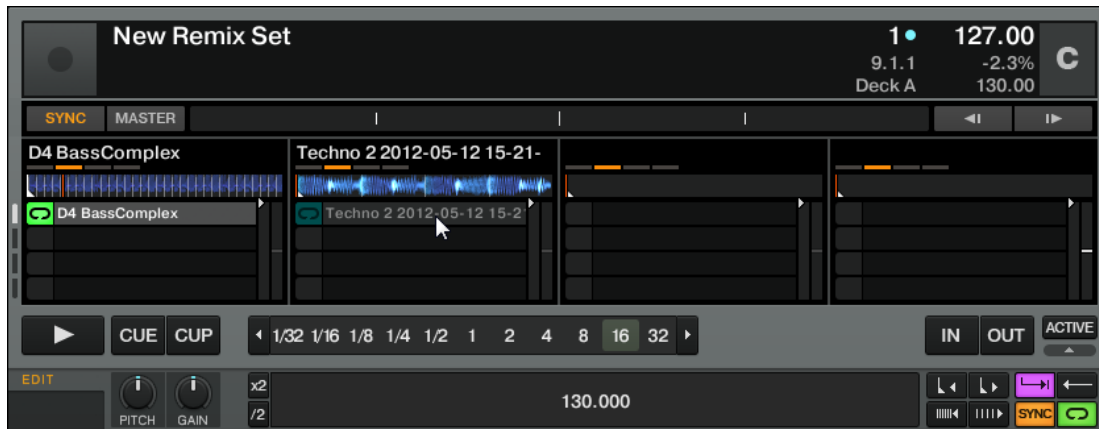 New Remix Set 1 127.00
9.1.1 -2.3% C
Deck A 130.00
SYNC MASTER
D4 BassComplex Techno 2 2012-05-12 15-21-
D4 BassComplex Techno 2 2012-05-12 15-2
CUE CUP 1/32 1/16 1/8 1/4 1/2 1 2 4 8 16 32 IN OUT ACTIVE
EDIT
x2
130.000
/2 SYNC
PITCH GAIN